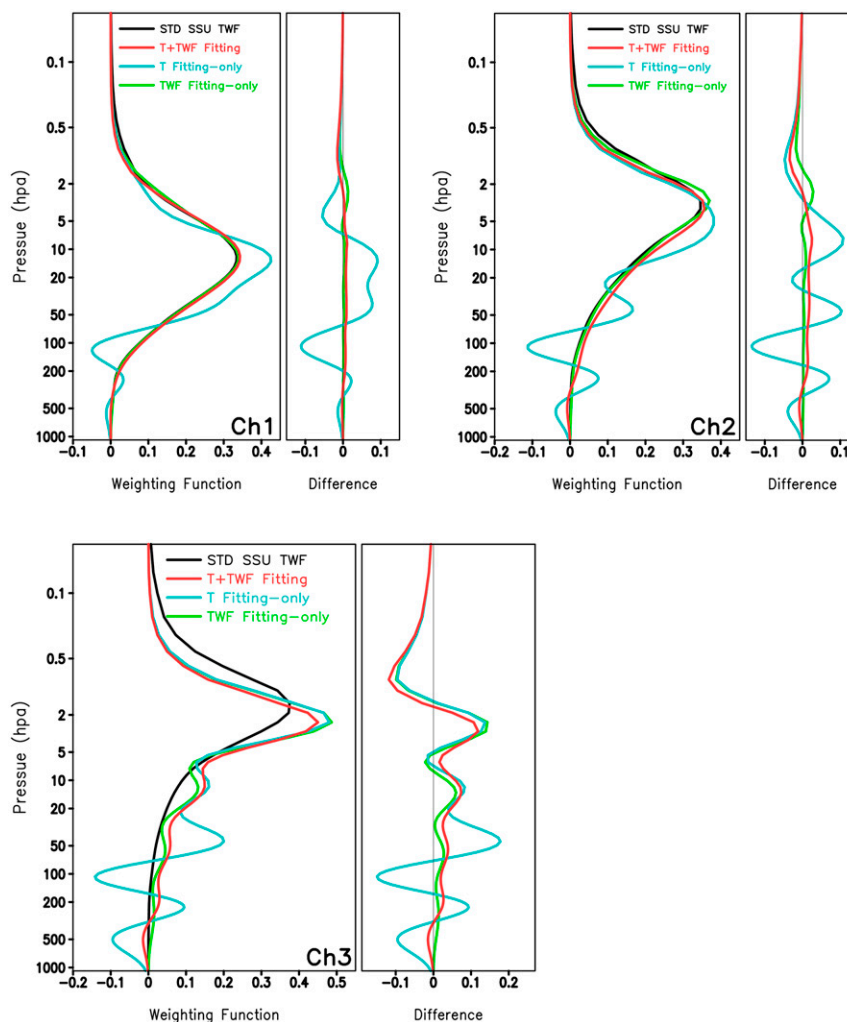 STD SSU TWF
T+TWF Fitting
T Fitting-only
TWF Fitting-only
Pressue (hpa)
0.1
0.5
2
5
10
20
50
100
200
500
1000
Ch1
-0.1 0 0.1 0.2 0.3 0.4
Weighting Function
-0.1 0 0.1
Difference
STD SSU TWF
T+TWF Fitting
T Fitting-only
TWF Fitting-only
Pressue (hpa)
0.1
0.5
2
5
10
20
50
100
200
500
1000
Ch2
-0.2 -0.1 0 0.1 0.2 0.3 0.4
Weighting Function
-0.1 0 0.1
Difference
STD SSU TWF
T+TWF Fitting
T Fitting-only
TWF Fitting-only
Pressue (hpa)
0.1
0.5
2
5
10
20
50
100
200
500
1000
Ch3
-0.2 -0.1 0 0.1 0.2 0.3 0.4 0.5
Weighting Function
-0.1 0 0.1 0.2
Difference